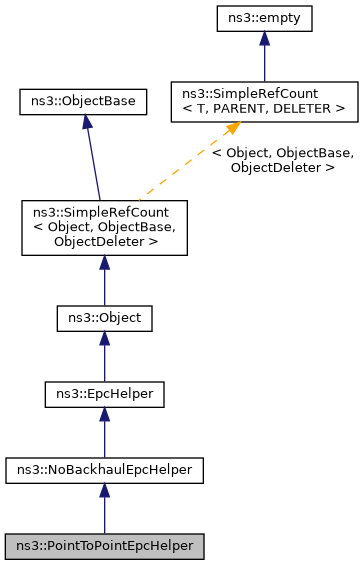 ns3::empty
ns3::ObjectBase
ns3::SimpleRefCount
< T, PARENT, DELETER >
< Object, ObjectBase,
ObjectDeleter >
ns3::SimpleRefCount
< Object, ObjectBase,
ObjectDeleter >
ns3::Object
ns3::EpcHelper
ns3::NoBackhaulEpcHelper
ns3::PointToPointEpcHelper